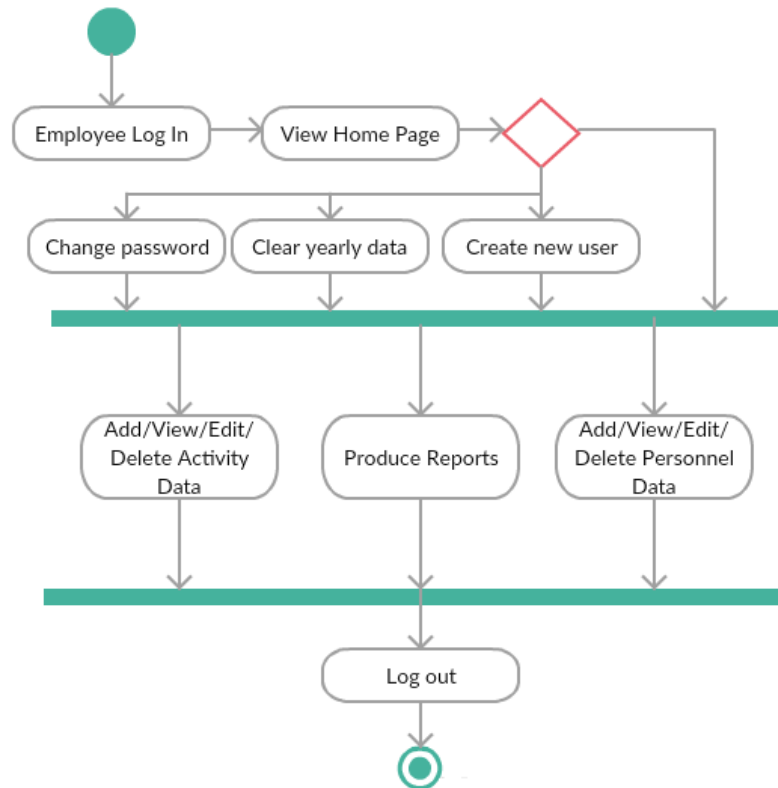 Employee Log In
View Home Page
Change password
Clear yearly data
Create new user
Add/View/Edit/
Delete Activity
Data
Produce Reports
Add/View/Edit/
Delete Personnel
Data
Log out